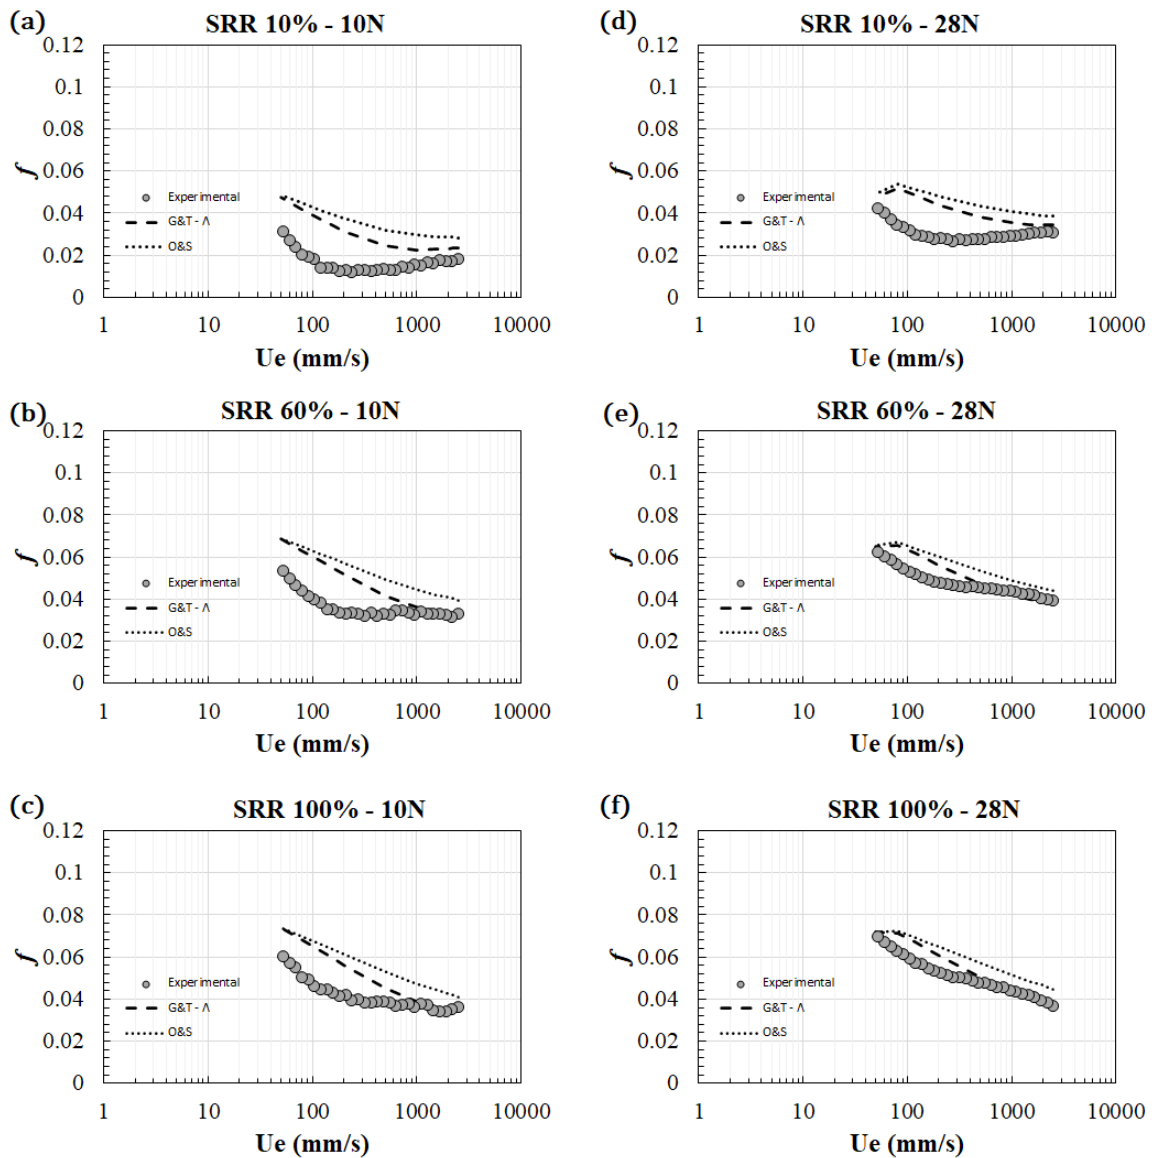 (a)
SRR 10% - 10N
0.12
0.1
0.08
0.06
0.04
0.02
0
f
Experimental
G&T - Λ
O&S
1 10 100 1000 10000
Ue (mm/s)
(d)
SRR 10% - 28N
0.12
0.1
0.08
0.06
0.04
0.02
0
f
Experimental
G&T - Λ
O&S
1 10 100 1000 10000
Ue (mm/s)
(b)
SRR 60% - 10N
0.12
0.1
0.08
0.06
0.04
0.02
0
f
Experimental
G&T - Λ
O&S
1 10 100 1000 10000
Ue (mm/s)
(e)
SRR 60% - 28N
0.12
0.1
0.08
0.06
0.04
0.02
0
f
Experimental
G&T - Λ
O&S
1 10 100 1000 10000
Ue (mm/s)
(c)
SRR 100% - 10N
0.12
0.1
0.08
0.06
0.04
0.02
0
f
Experimental
G&T - Λ
O&S
1 10 100 1000 10000
Ue (mm/s)
(f)
SRR 100% - 28N
0.12
0.1
0.08
0.06
0.04
0.02
0
f
Experimental
G&T - Λ
O&S
1 10 100 1000 10000
Ue (mm/s)